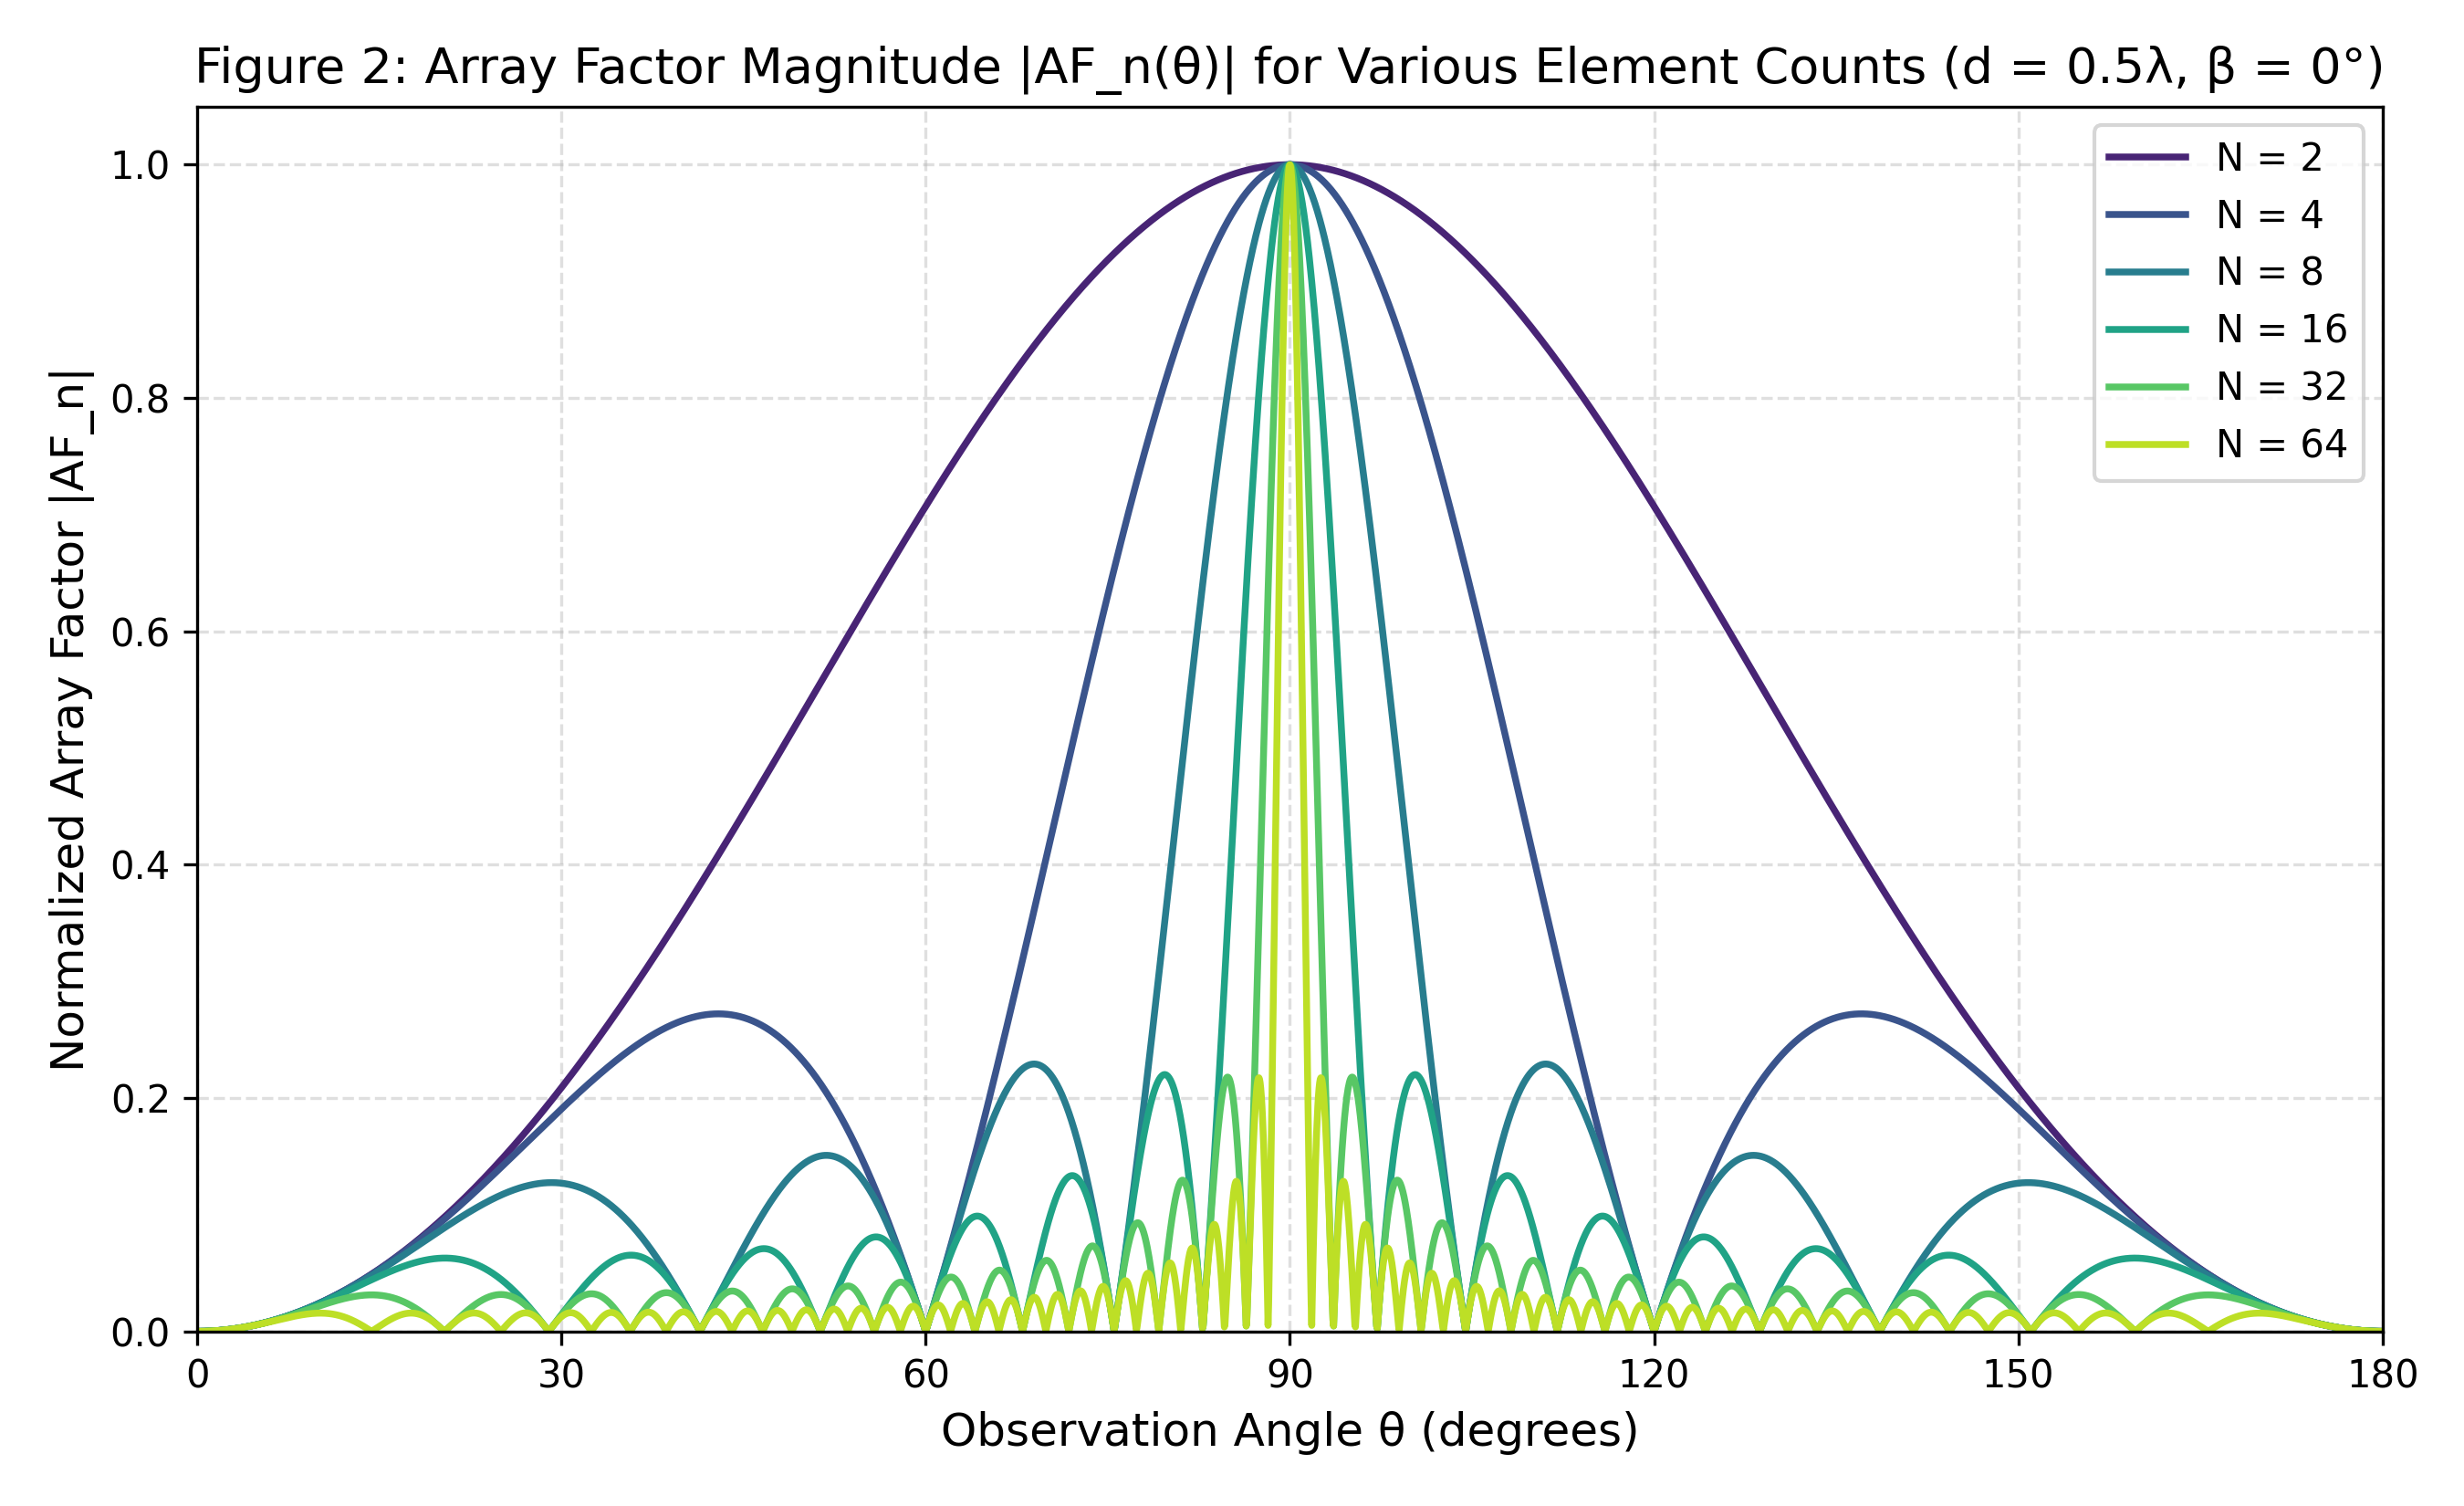 Figure 2: Array Factor Magnitude |AF_n(θ)| for Various Element Counts (d = 0.5λ, β = 0°)
Normalized Array Factor |AF_n|
1.0
0.8
0.6
0.4
0.2
0.0
N = 2
N = 4
N = 8
N = 16
N = 32
N = 64
0 30 60 90 120 150 180
Observation Angle θ (degrees)